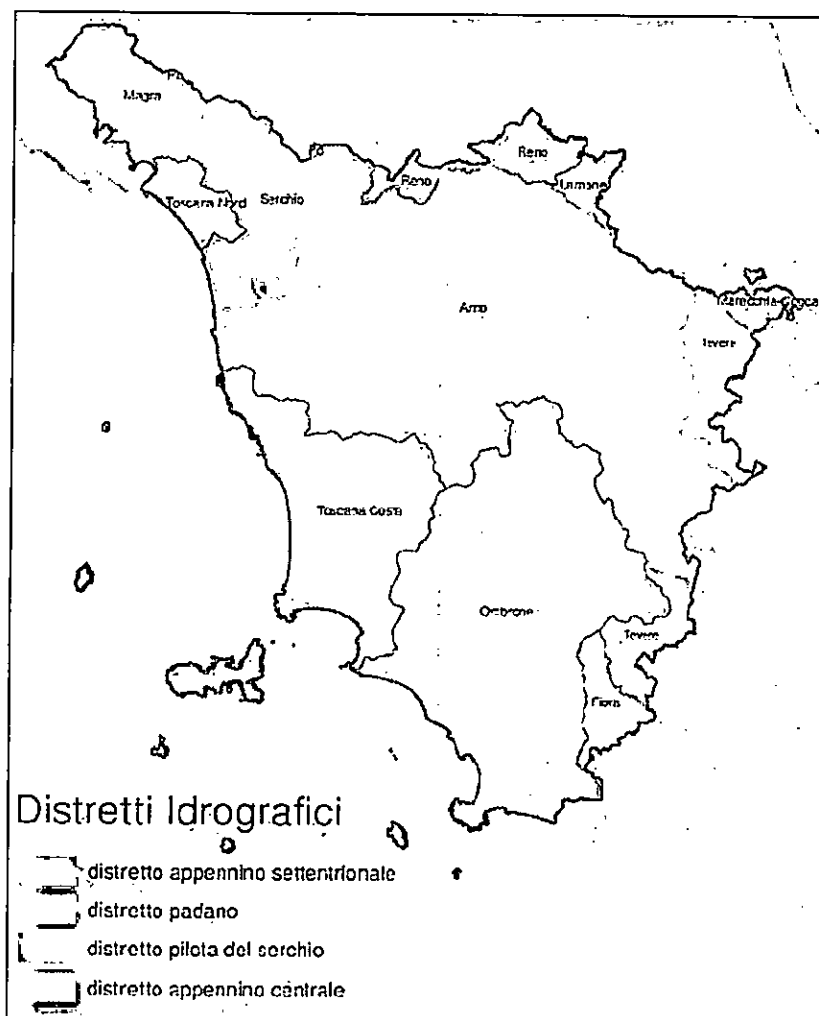 Po
Magra
Po
Reno
Reno
Lamone
Toscana Nord
Serchio
Marecchia-Conca
Arno
Tevere
Toscana Costa
Ombrone
Tevere
Fiora
Distretti Idrografici
distretto appennino settentrionale
distretto padano
distretto pilota del serchio
distretto appennino centrale